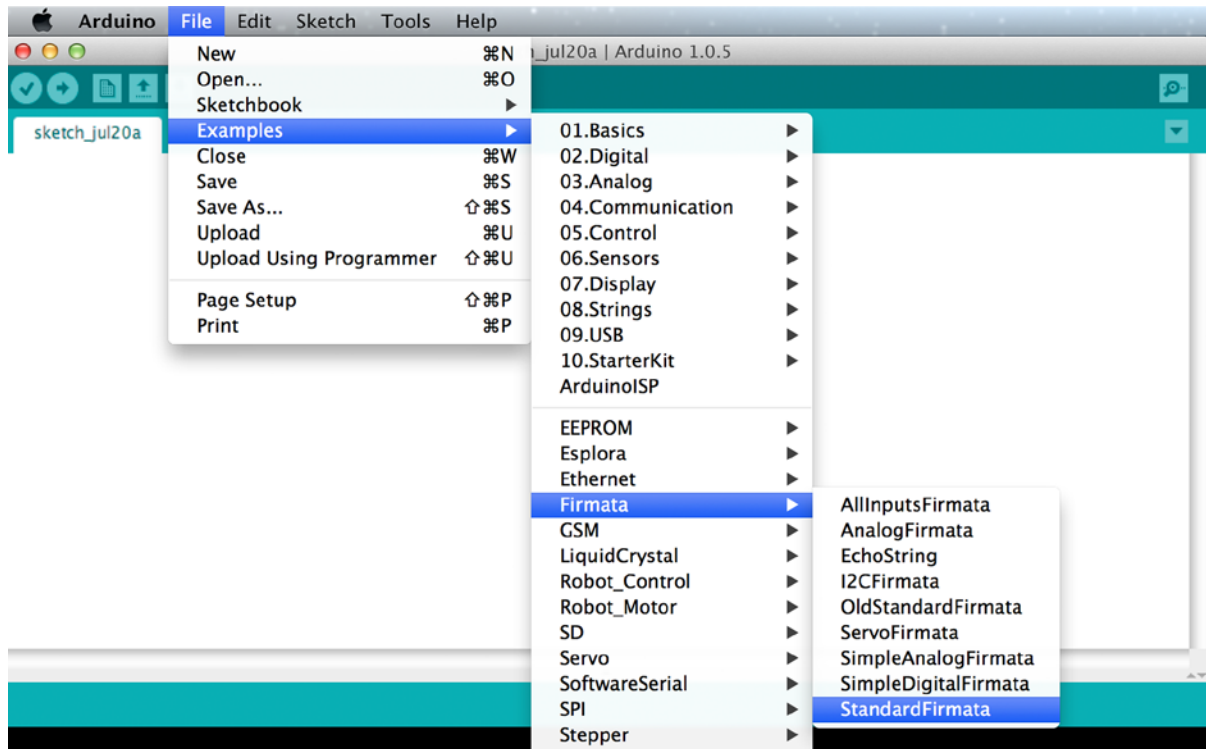 Arduino File Edit Sketch Tools Help
_jul20a | Arduino 1.0.5
sketch_jul20a
New ⌘N
Open... ⌘O
Sketchbook ▶
Examples ▶
Close ⌘W
Save ⌘S
Save As... ⇧⌘S
Upload ⌘U
Upload Using Programmer ⇧⌘U
Page Setup ⇧⌘P
Print ⌘P
01.Basics ▶
02.Digital ▶
03.Analog ▶
04.Communication ▶
05.Control ▶
06.Sensors ▶
07.Display ▶
08.Strings ▶
09.USB ▶
10.StarterKit ▶
ArduinoISP
EEPROM ▶
Esplora ▶
Ethernet ▶
Firmata ▶
GSM ▶
LiquidCrystal ▶
Robot_Control ▶
Robot_Motor ▶
SD ▶
Servo ▶
SoftwareSerial ▶
SPI ▶
Stepper ▶
AllInputsFirmata
AnalogFirmata
EchoString
I2CFirmata
OldStandardFirmata
ServoFirmata
SimpleAnalogFirmata
SimpleDigitalFirmata
StandardFirmata